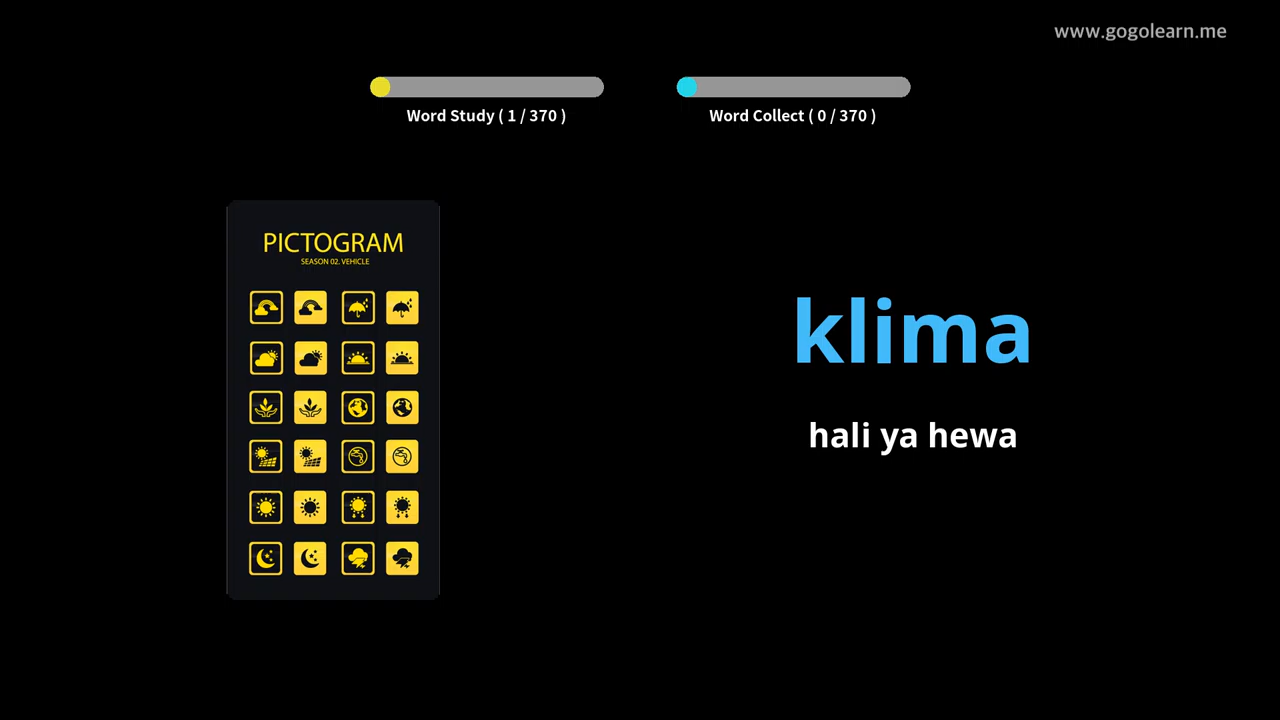 www.gogolearn.me
Word Study ( 1 / 370 )
Word Collect ( 0 / 370 )
PICTOGRAM
SEASON 02. VEHICLE
klima
hali ya hewa